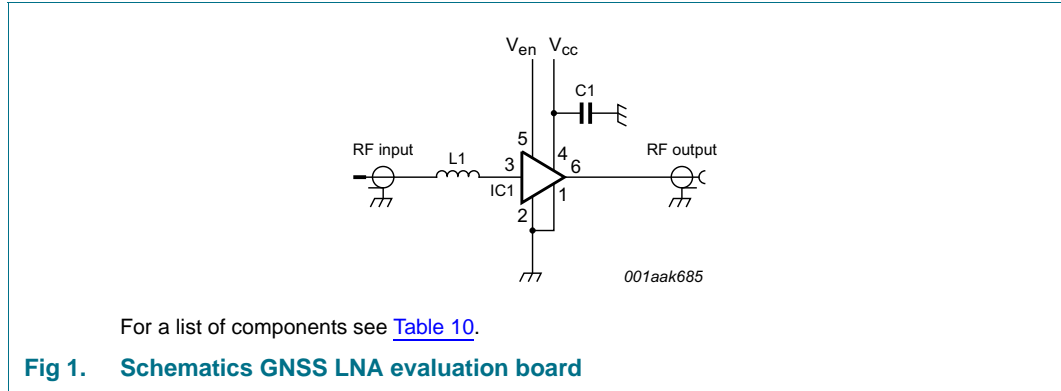 Ven Vcc
C1
5
4
RF input
L1
3
6
RF output
IC1
1
2
001aak685
For a list of components see Table 10.
Fig 1. Schematics GNSS LNA evaluation board